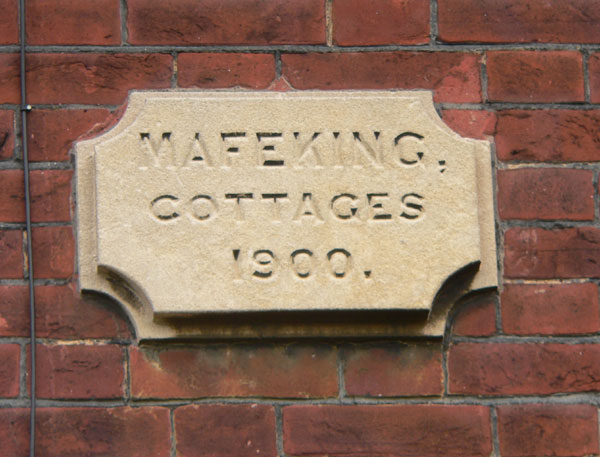 MAFEKING,
COTTAGES
1900.